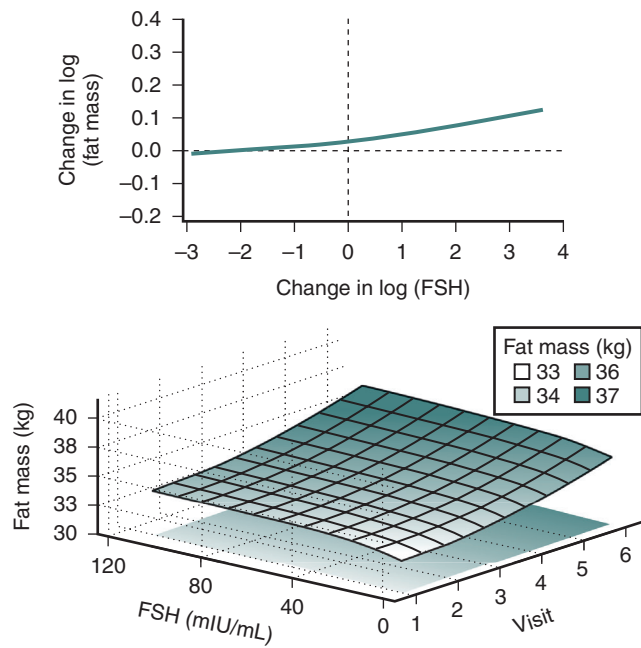 0.4
0.3
0.2
0.1
0.0
–0.1
–0.2
Change in log
(fat mass)
–3 –2 –1 0 1 2 3 4
Change in log (FSH)
Fat mass (kg)
33 36
34 37
40
38
35
33
30
Fat mass (kg)
120 80 40 0
FSH (mIU/mL)
1 2 3 4 5 6
Visit